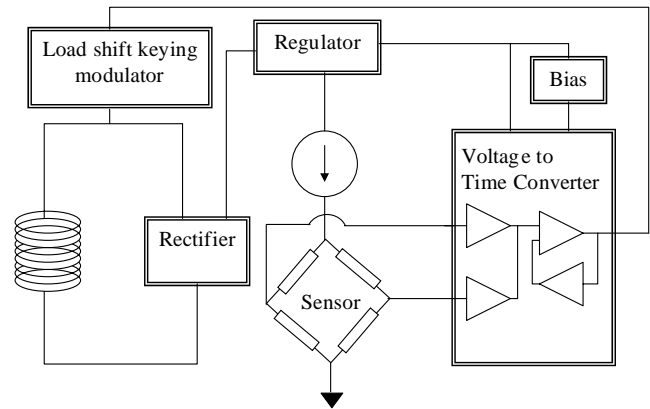 Load shift keying
modulator
Regulator
Bias
Voltage to
Time Converter
Rectifier
Sensor